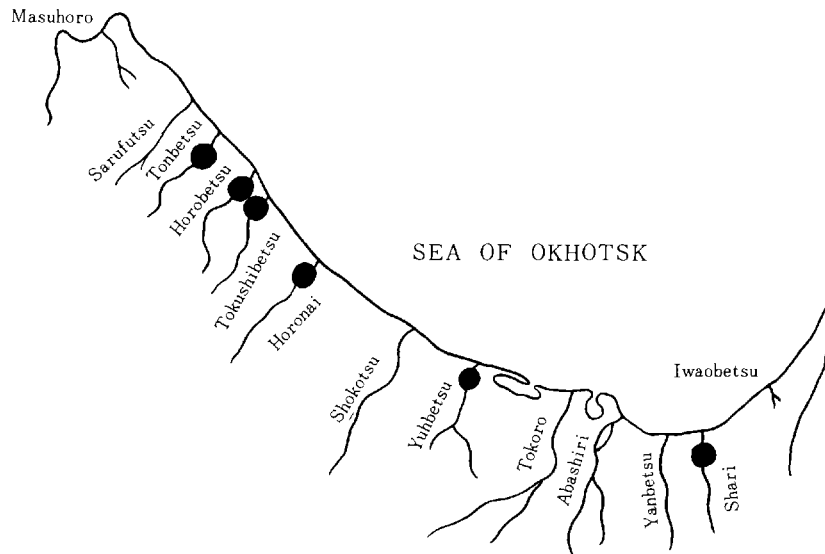 Masuhoro
Sarufutsu
Tonbetsu
Horobetsu
Tokushibetsu
Horonai
SEA OF OKHOTSK
Shokotsu
Yuhbetsu
Tokoro
Abashiri
Yanbetsu
Shari
Iwaobetsu